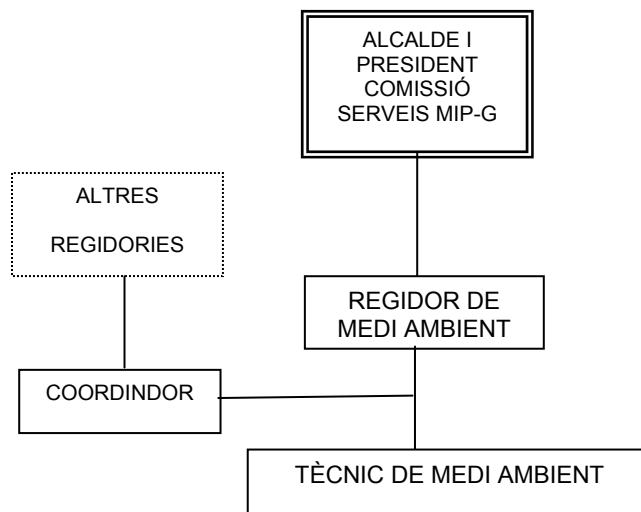 ALCALDE I
PRESIDENT
COMISSIÓ
SERVEIS MIP-G
ALTRES
REGIDORIES
REGIDOR DE
MEDI AMBIENT
COORDINDOR
TÈCNIC DE MEDI AMBIENT